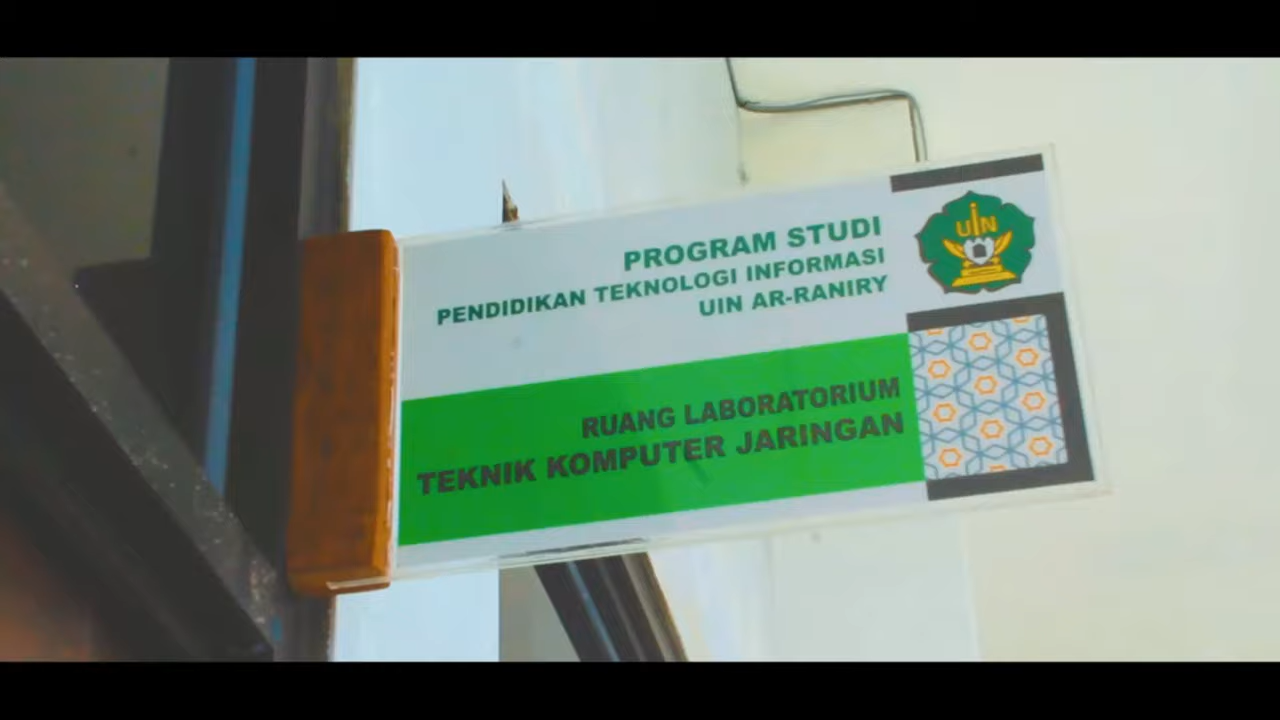 PROGRAM STUDI
PENDIDIKAN TEKNOLOGI INFORMASI
UIN AR-RANIRY
UIN
RUANG LABORATORIUM
TEKNIK KOMPUTER JARINGAN